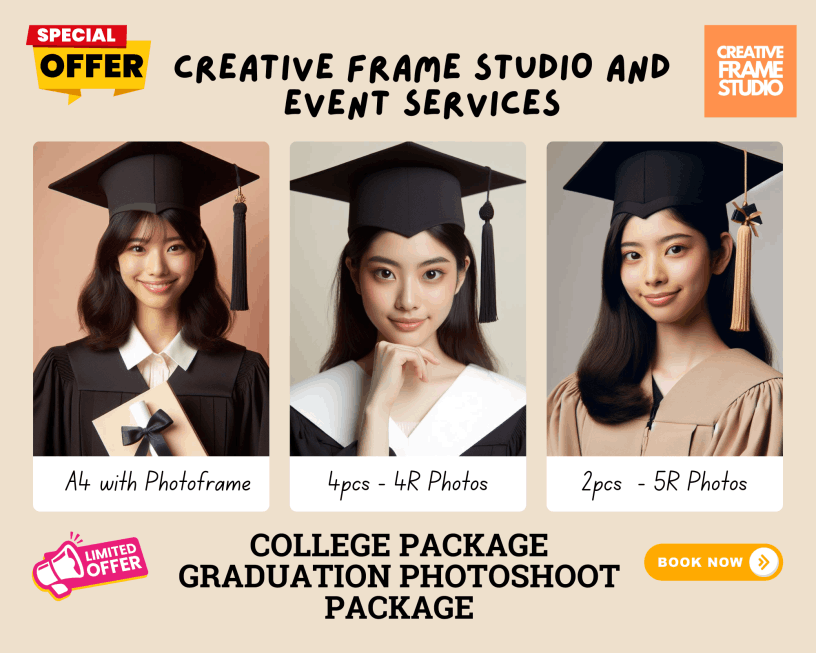 SPECIAL
OFFER
CREATIVE FRAME STUDIO AND
EVENT SERVICES
CREATIVE
FRAME
STUDIO
A4 with Photoframe
4pcs - 4R Photos
2pcs - 5R Photos
LIMITED
OFFER
COLLEGE PACKAGE
GRADUATION PHOTOSHOOT
PACKAGE
BOOK NOW